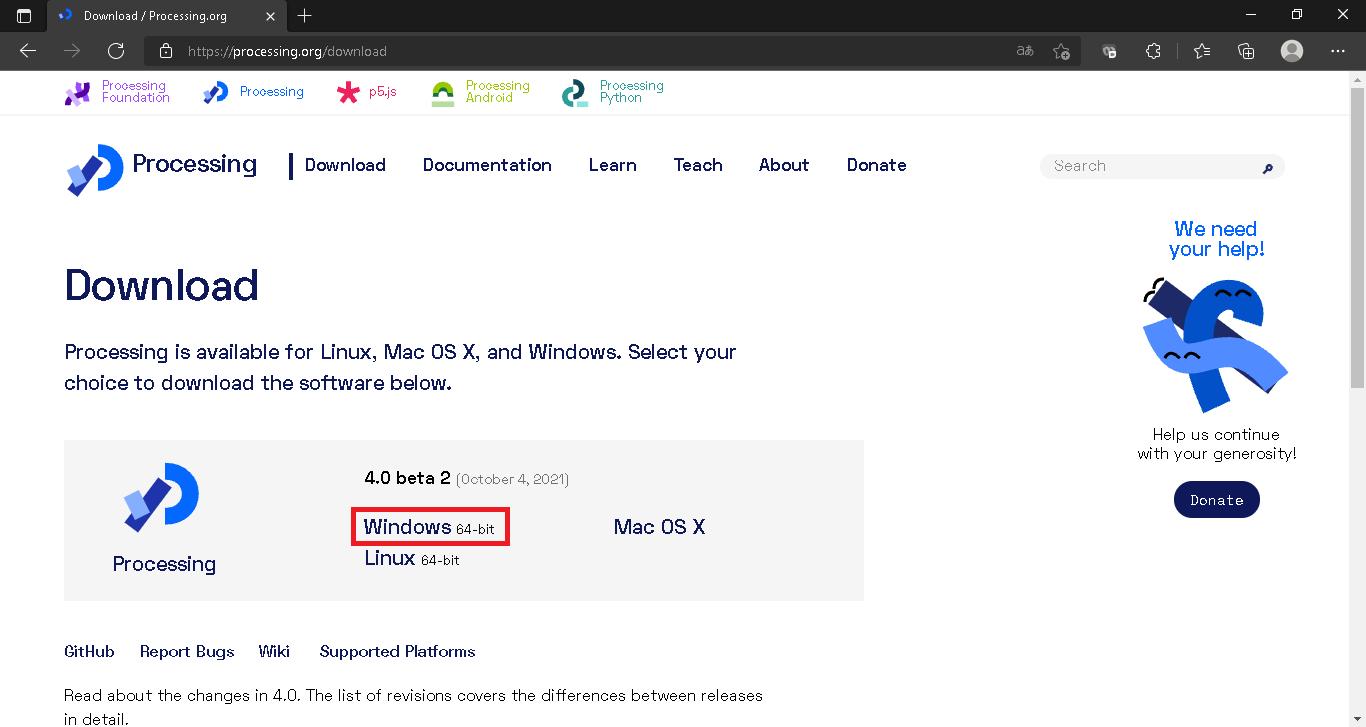 Download / Processing.org
https://processing.org/download
aあ
Processing
Foundation
Processing
p5.js
Processing
Android
Processing
Python
Processing
Download
Documentation
Learn
Teach
About
Donate
Search
We need
your help!
Download
Processing is available for Linux, Mac OS X, and Windows. Select your
choice to download the software below.
Help us continue
with your generosity!
Donate
4.0 beta 2 (October 4, 2021)
Windows 64-bit
Mac OS X
Linux 64-bit
Processing
GitHub
Report Bugs
Wiki
Supported Platforms
Read about the changes in 4.0. The list of revisions covers the differences between releases
in detail.